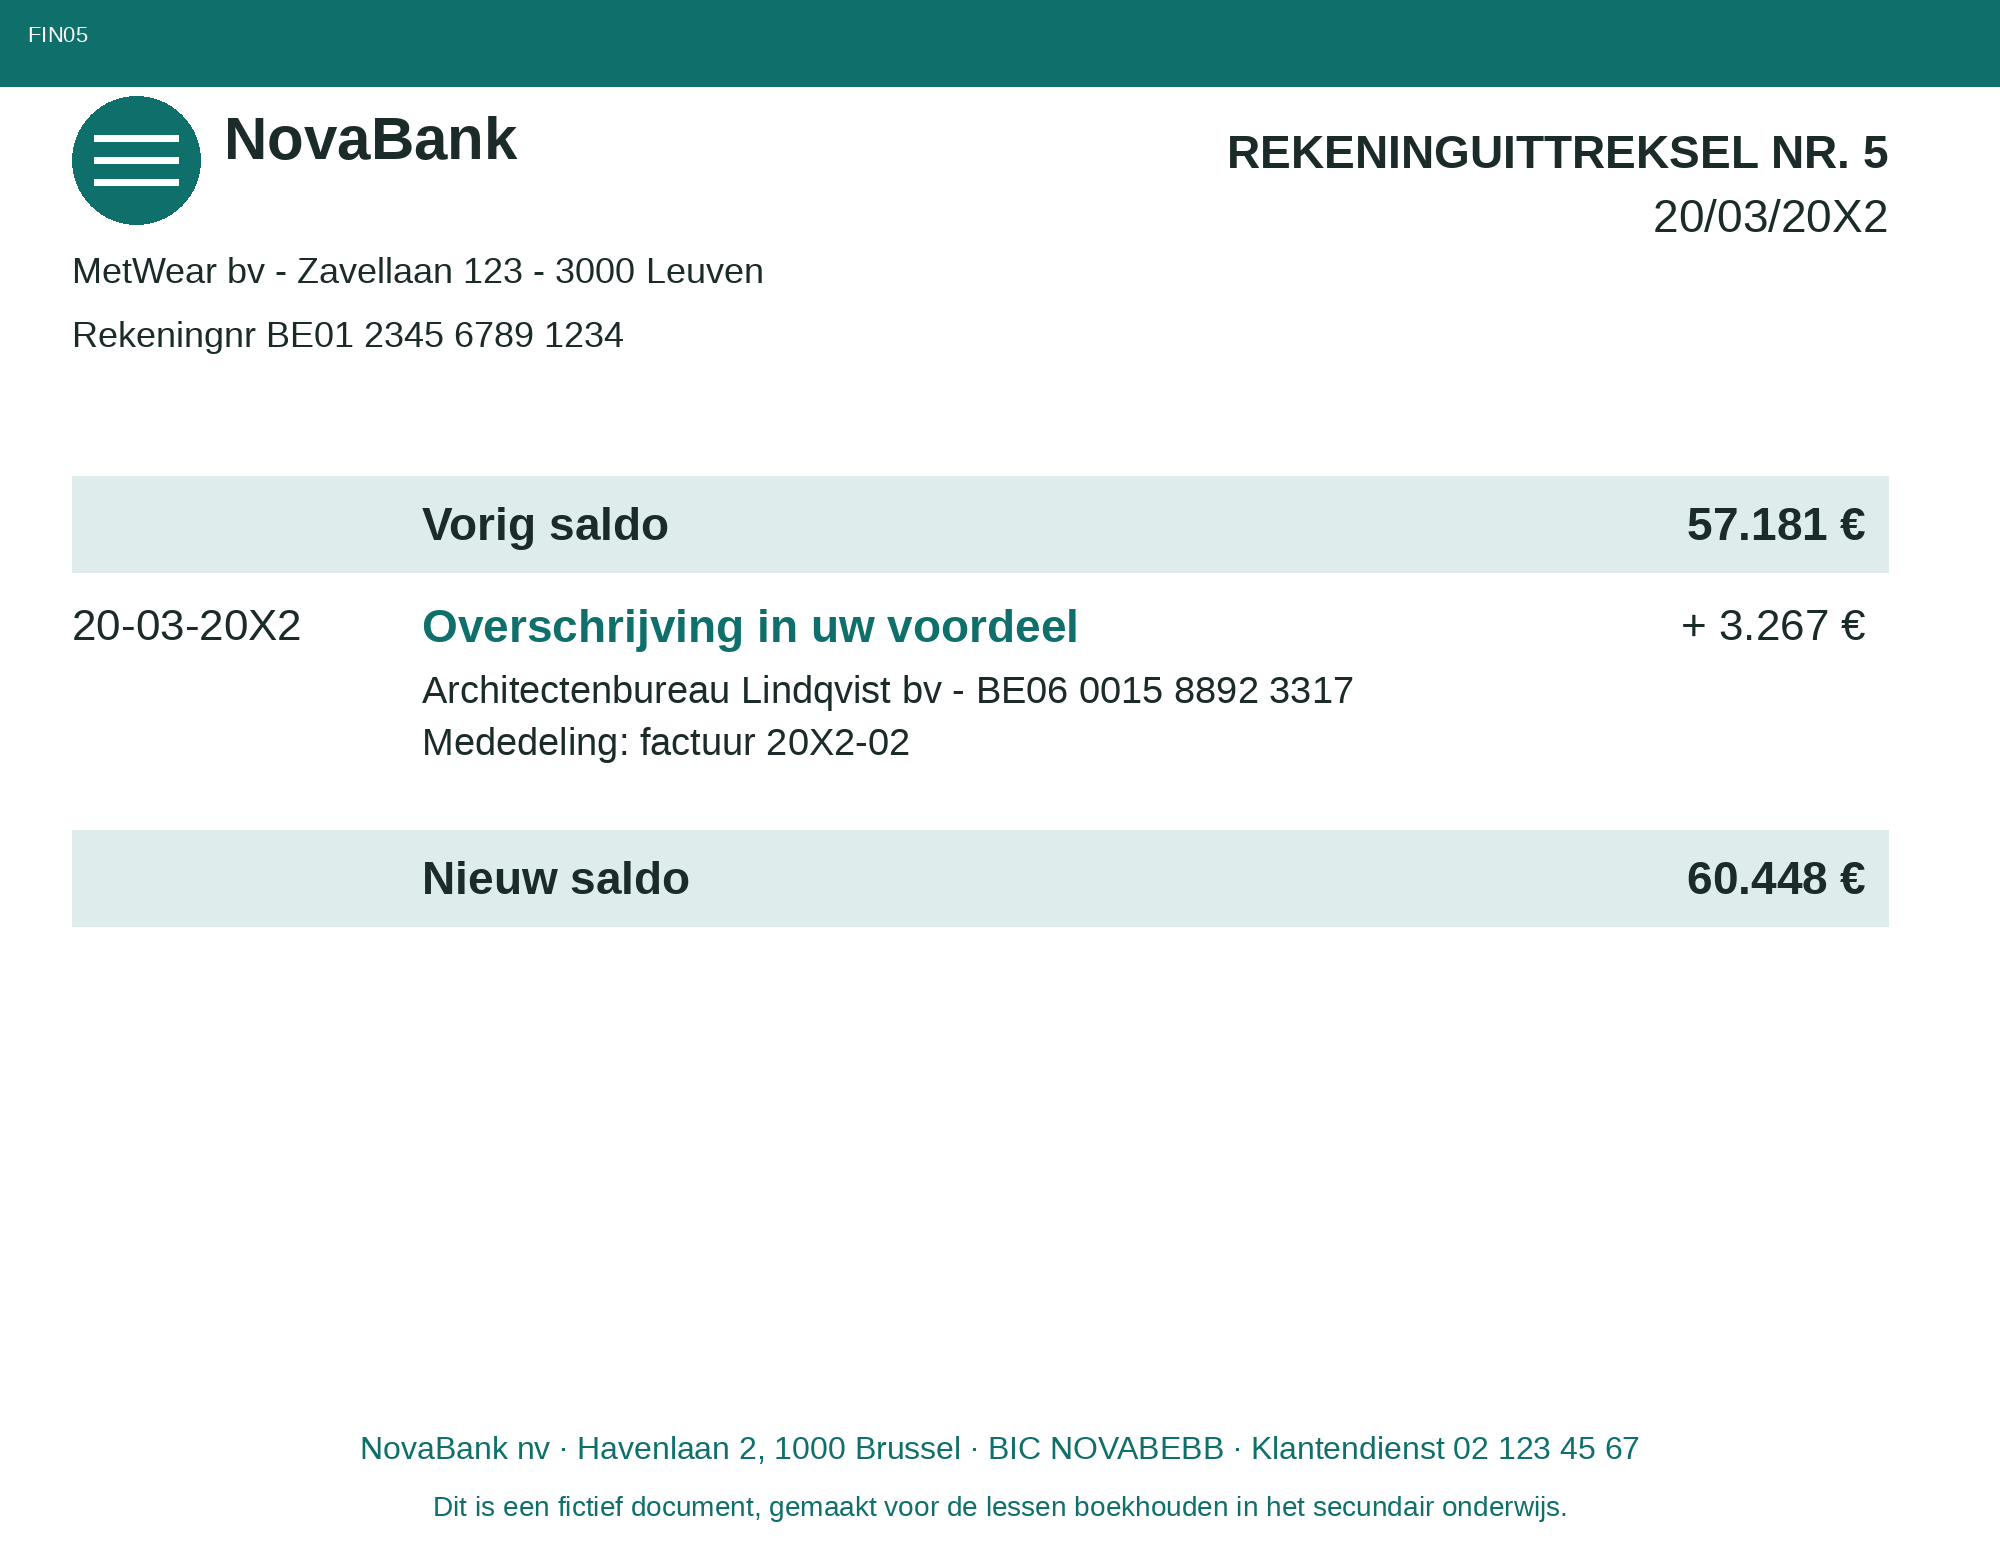 FIN05
NovaBank
REKENINGUITTREKSEL NR. 5
20/03/20X2
MetWear bv - Zavellaan 123 - 3000 Leuven
Rekeningnr BE01 2345 6789 1234
Vorig saldo 57.181 €
20-03-20X2 Overschrijving in uw voordeel + 3.267 €
Architectenbureau Lindqvist bv - BE06 0015 8892 3317
Mededeling: factuur 20X2-02
Nieuw saldo 60.448 €
NovaBank nv · Havenlaan 2, 1000 Brussel · BIC NOVABEBB · Klantendienst 02 123 45 67
Dit is een fictief document, gemaakt voor de lessen boekhouden in het secundair onderwijs.